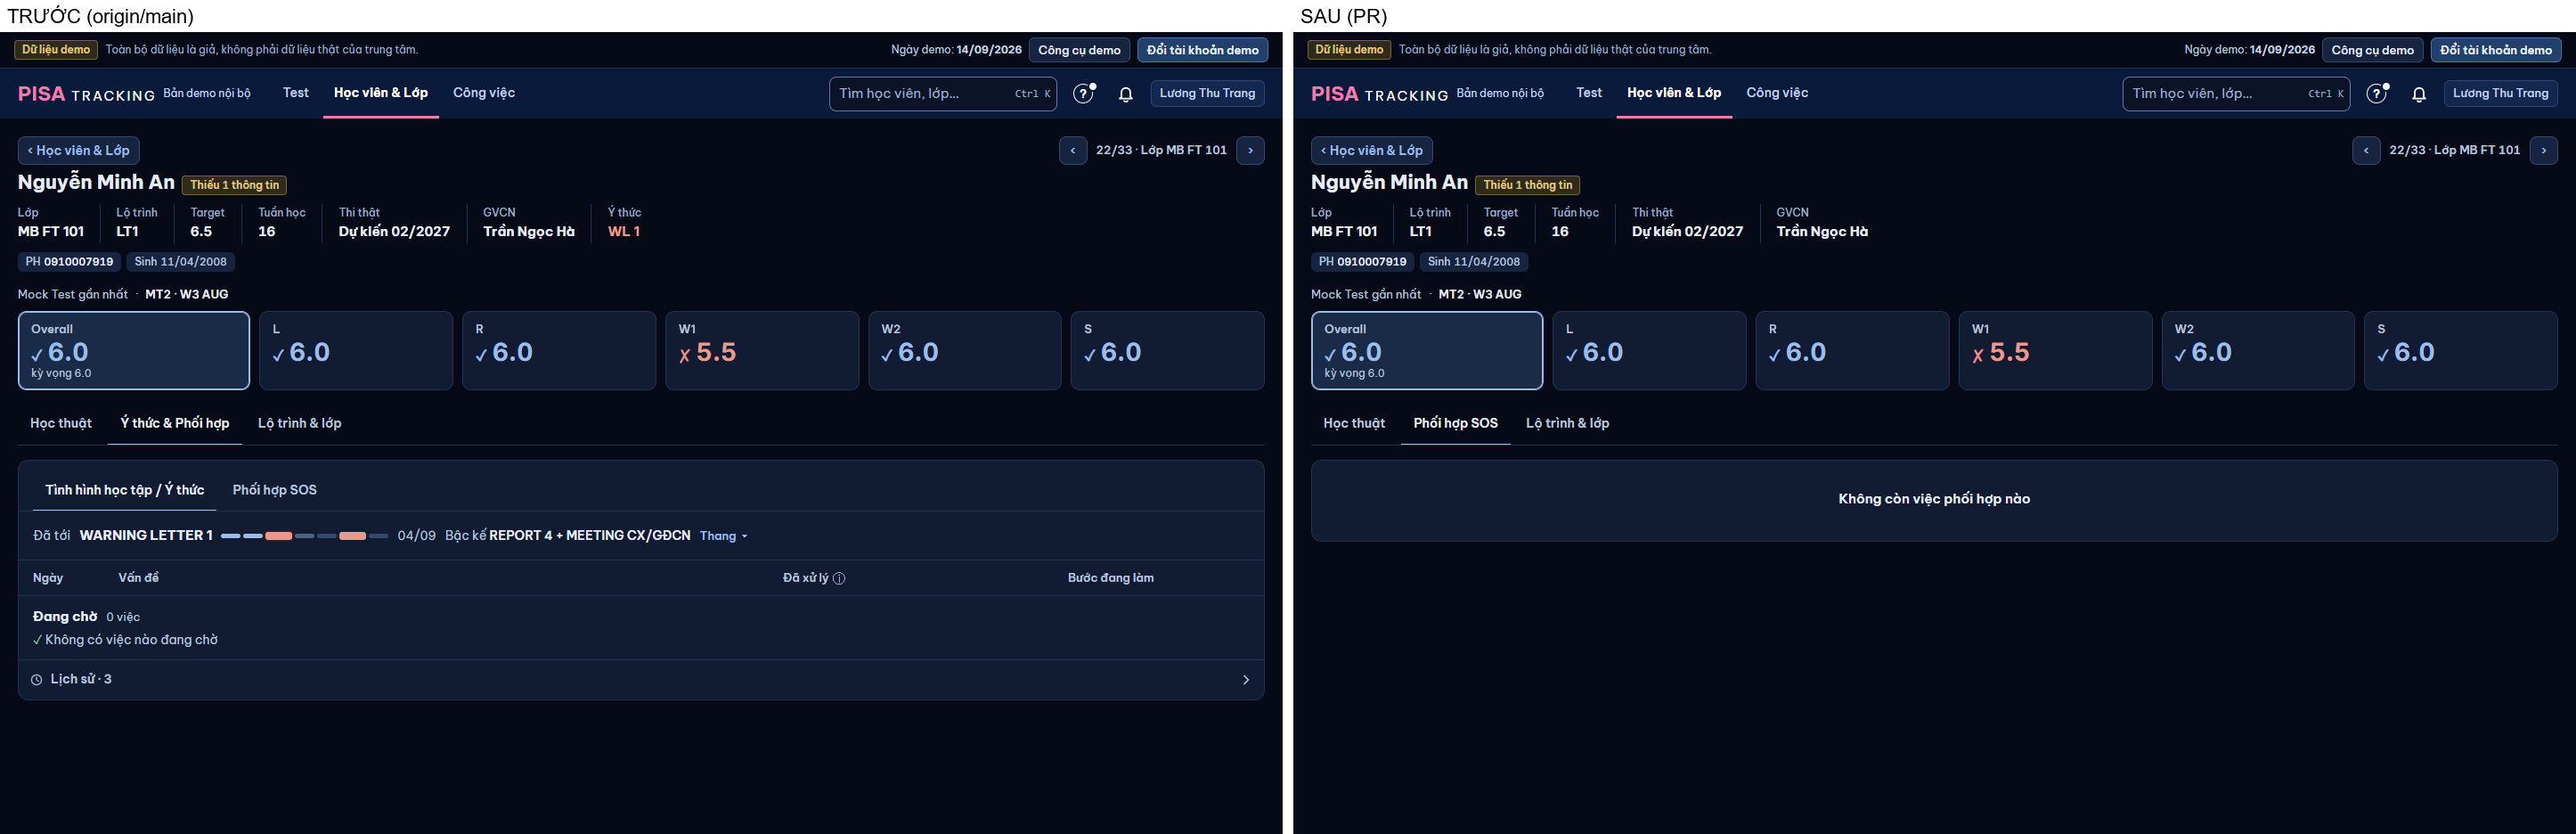 TRƯỚC (origin/main)
Dữ liệu demo Toàn bộ dữ liệu là giả, không phải dữ liệu thật của trung tâm. Ngày demo: 14/09/2026 Công cụ demo Đổi tài khoản demo
PISA TRACKING Bản demo nội bộ Test Học viên & Lớp Công việc Tìm học viên, lớp... Ctrl K ? Lương Thu Trang
‹ Học viên & Lớp ‹ 22/33 · Lớp MB FT 101 ›
Nguyễn Minh An Thiếu 1 thông tin
Lớp Lộ trình Target Tuần học Thi thật GVCN Ý thức
MB FT 101 LT1 6.5 16 Dự kiến 02/2027 Trần Ngọc Hà WL 1
PH 0910007919 Sinh 11/04/2008
Mock Test gần nhất · MT2 · W3 AUG
Overall L R W1 W2 S
✓ 6.0 ✓ 6.0 ✓ 6.0 ✗ 5.5 ✓ 6.0 ✓ 6.0
kỳ vọng 6.0
Học thuật Ý thức & Phối hợp Lộ trình & lớp
Tình hình học tập / Ý thức Phối hợp SOS
Đã tới WARNING LETTER 1 04/09 Bậc kế REPORT 4 + MEETING CX/GĐCN Thang
Ngày Vấn đề Đã xử lý ⓘ Bước đang làm
Đang chờ 0 việc
✓ Không có việc nào đang chờ
Lịch sử · 3 ›
SAU (PR)
Dữ liệu demo Toàn bộ dữ liệu là giả, không phải dữ liệu thật của trung tâm. Ngày demo: 14/09/2026 Công cụ demo Đổi tài khoản demo
PISA TRACKING Bản demo nội bộ Test Học viên & Lớp Công việc Tìm học viên, lớp... Ctrl K ? Lương Thu Trang
‹ Học viên & Lớp ‹ 22/33 · Lớp MB FT 101 ›
Nguyễn Minh An Thiếu 1 thông tin
Lớp Lộ trình Target Tuần học Thi thật GVCN
MB FT 101 LT1 6.5 16 Dự kiến 02/2027 Trần Ngọc Hà
PH 0910007919 Sinh 11/04/2008
Mock Test gần nhất · MT2 · W3 AUG
Overall L R W1 W2 S
✓ 6.0 ✓ 6.0 ✓ 6.0 ✗ 5.5 ✓ 6.0 ✓ 6.0
kỳ vọng 6.0
Học thuật Phối hợp SOS Lộ trình & lớp
Không còn việc phối hợp nào